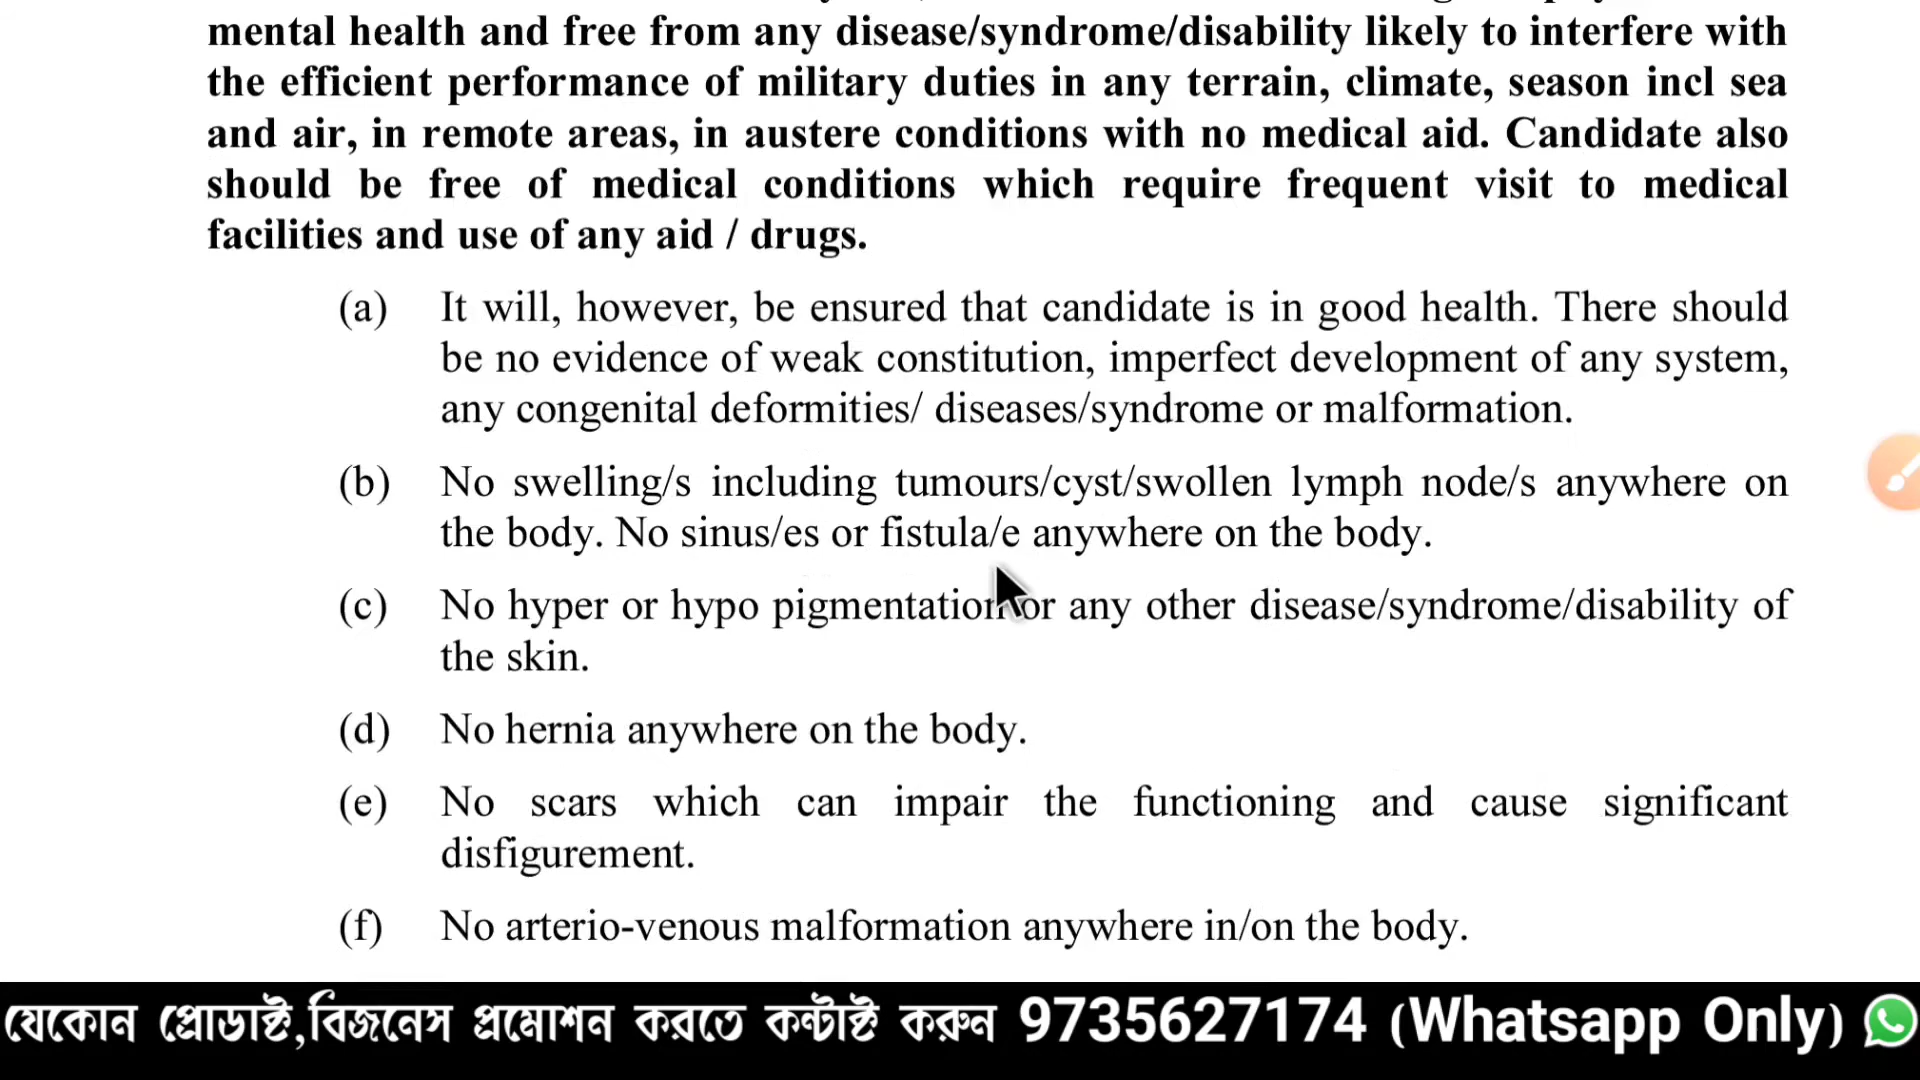 mental health and free from any disease/syndrome/disability likely to interfere with
the efficient performance of military duties in any terrain, climate, season incl sea
and air, in remote areas, in austere conditions with no medical aid. Candidate also
should be free of medical conditions which require frequent visit to medical
facilities and use of any aid / drugs.
(a) It will, however, be ensured that candidate is in good health. There should
be no evidence of weak constitution, imperfect development of any system,
any congenital deformities/ diseases/syndrome or malformation.
(b) No swelling/s including tumours/cyst/swollen lymph node/s anywhere on
the body. No sinus/es or fistula/e anywhere on the body.
(c) No hyper or hypo pigmentation or any other disease/syndrome/disability of
the skin.
(d) No hernia anywhere on the body.
(e) No scars which can impair the functioning and cause significant
disfigurement.
(f) No arterio-venous malformation anywhere in/on the body.
যেকোন প্রোডাক্ট,বিজনেস প্রমোশন করতে কন্টাক্ট করুন 9735627174 (Whatsapp Only)